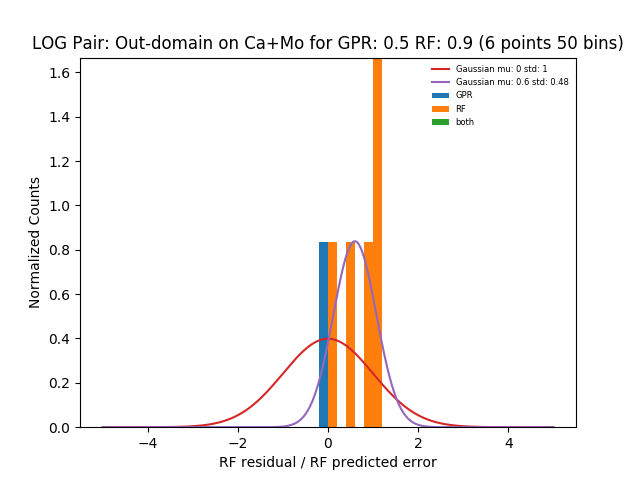 LOG Pair: Out-domain on Ca+Mo for GPR: 0.5 RF: 0.9 (6 points 50 bins)
Gaussian mu: 0 std: 1
Gaussian mu: 0.6 std: 0.48
GPR
RF
both
Normalized Counts
1.6
1.4
1.2
1.0
0.8
0.6
0.4
0.2
0.0
−4 −2 0 2 4
RF residual / RF predicted error